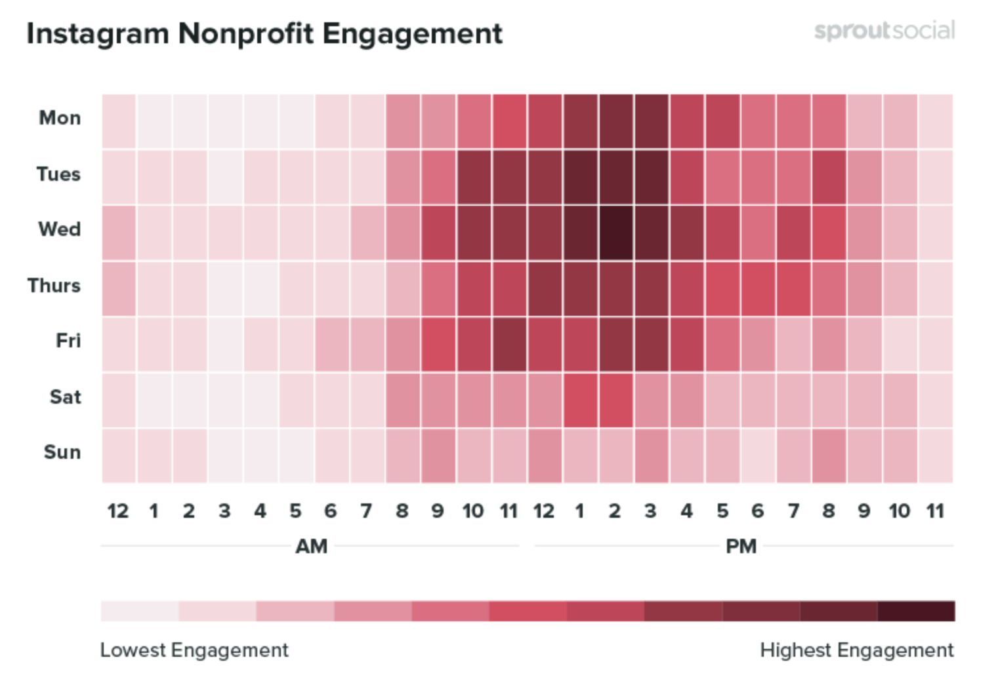 Instagram Nonprofit Engagement
sproutsocial
Mon
Tues
Wed
Thurs
Fri
Sat
Sun
12 1 2 3 4 5 6 7 8 9 10 11 12 1 2 3 4 5 6 7 8 9 10 11
AM PM
Lowest Engagement Highest Engagement